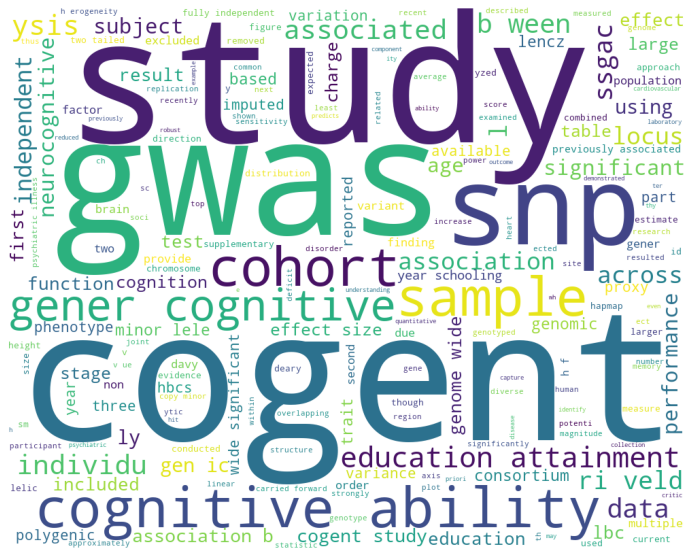 h erogeneity
fully independent
variation
figure
recent
described
measured
genome
ysis
subject
associated
b ween
effect
thus
two tailed
excluded
removed
study
lencz
ssgac
large
result
based
charge
approach
common
expected
yzed
component
ity
cardiovascular
example
replication
y
average
next
least
related
population
predicts
neurocognitive
independent
factor
imputed
recently
shown
sensitivity
examined
ability
score
combined
using
previously
direction
robust
l
table
locus
reduced
gwas
available
power
outcome
laboratory
previously associated
age
significant
snp
psychiatric illness
ch
distribution
demonstrated
ter
brain
sc
top
variant
part
thy
soci
reported
increase
estimate
first
two
test
supplementary
finding
heart
gener
research
provide
disorder
resulted
ected
id
function
cognition
chromosome
cohort
association
across
deficit
year schooling
site
understanding
wh
proxy
hapmap
even
gener cognitive
sample
quantitative
genomic
ect
phenotype
minor lele
effect size
due
genotyped
larger
height
v
joint
davy
deary
second
genome wide
number
size
v ue
evidence
gene
capture
h f
human
performance
stage
non
hbcs
copy minor
though
diverse
measure
year
three
ytic
hit
within
overlapping
region
identify
cogent
wide significant
trait
disease
potenti
magnitude
h
sm
conducted
structure
significantly
collection
participant
psychiatric
ly
education attainment
individu
gen ic
variance
axis
priori
consortium
ri veld
lelic
included
linear
order
plot
carried forward
strongly
multiple
cognitive ability
data
critic
polygenic
association b
genotype
cogent study
education
lbc
th
may
used
current
approximately
statistic